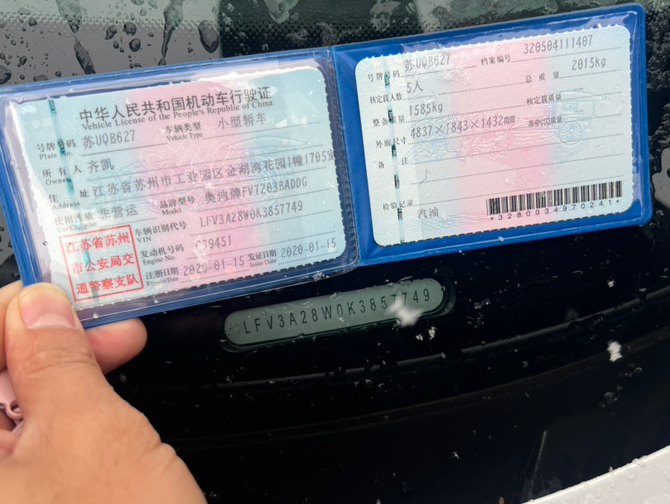 中华人民共和国机动车行驶证
Vehicle License of the People's Republic of China
号牌号码 苏UQB627 车辆类型 小型轿车
Plate No. Vehicle Type
所有人 齐凯
Owner
住址 江苏省苏州市工业园区金湖湾花园1幢1705室
Address
使用性质 非营运 品牌型号 奥迪牌FV7203BADDG
Model
车辆识别代号 LFV3A28W0K3857749
VIN
发动机号码 C39451
Engine No.
注册日期 2020-01-15 发证日期 2020-01-15
Register Date Issue Date
江苏省苏州
市公安局交
通警察支队
号牌号码 苏UQB627 档案编号 320504111407
核定载人数 5人 总质量 2015kg
整备质量 1585kg 核定载质量
外廓尺寸 4837×1843×1432mm 准牵引总质量
备注
检验记录
汽油
*3280034970241*
LFV3A28W0K3857749